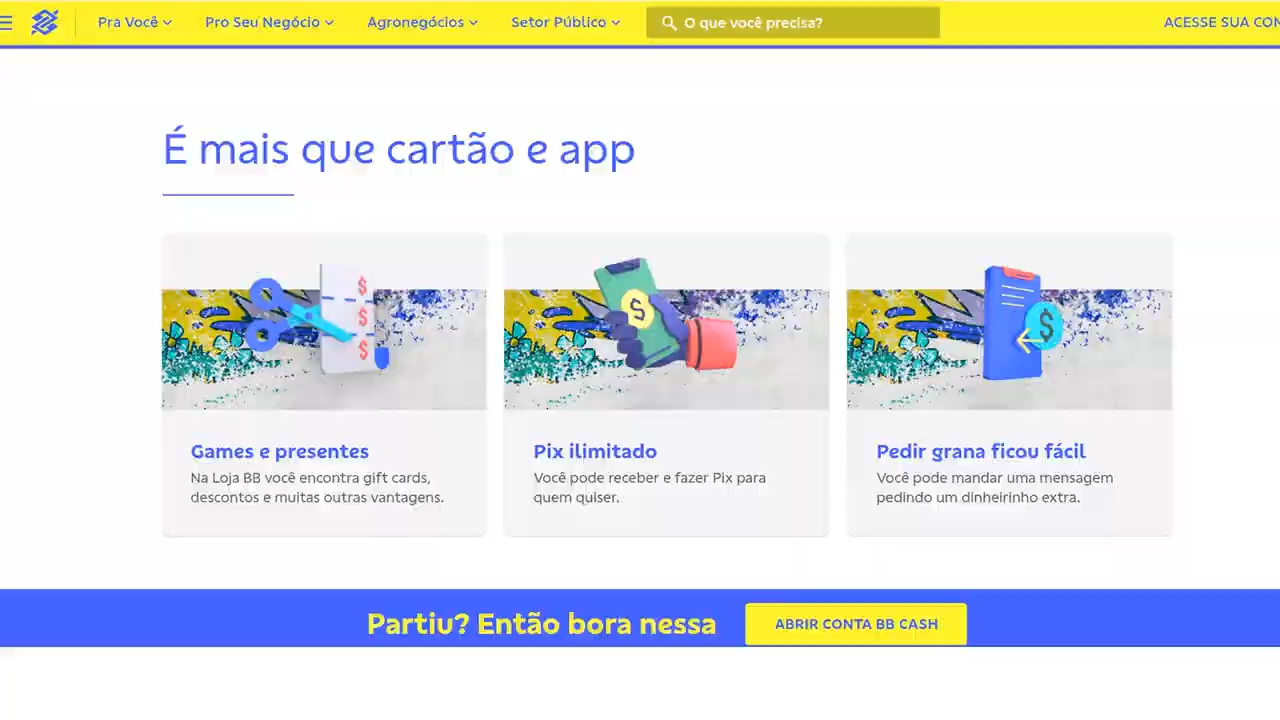 Pra Você
Pro Seu Negócio
Agronegócios
Setor Público
O que você precisa?
ACESSE SUA
É mais que cartão e app
$
$
$
$
$
Games e presentes
Na Loja BB você encontra gift cards,
descontos e muitas outras vantagens.
Pix ilimitado
Você pode receber e fazer Pix para
quem quiser.
Pedir grana ficou fácil
Você pode mandar uma mensagem
pedindo um dinheirinho extra.
Partiu? Então bora nessa
ABRIR CONTA BB CASH